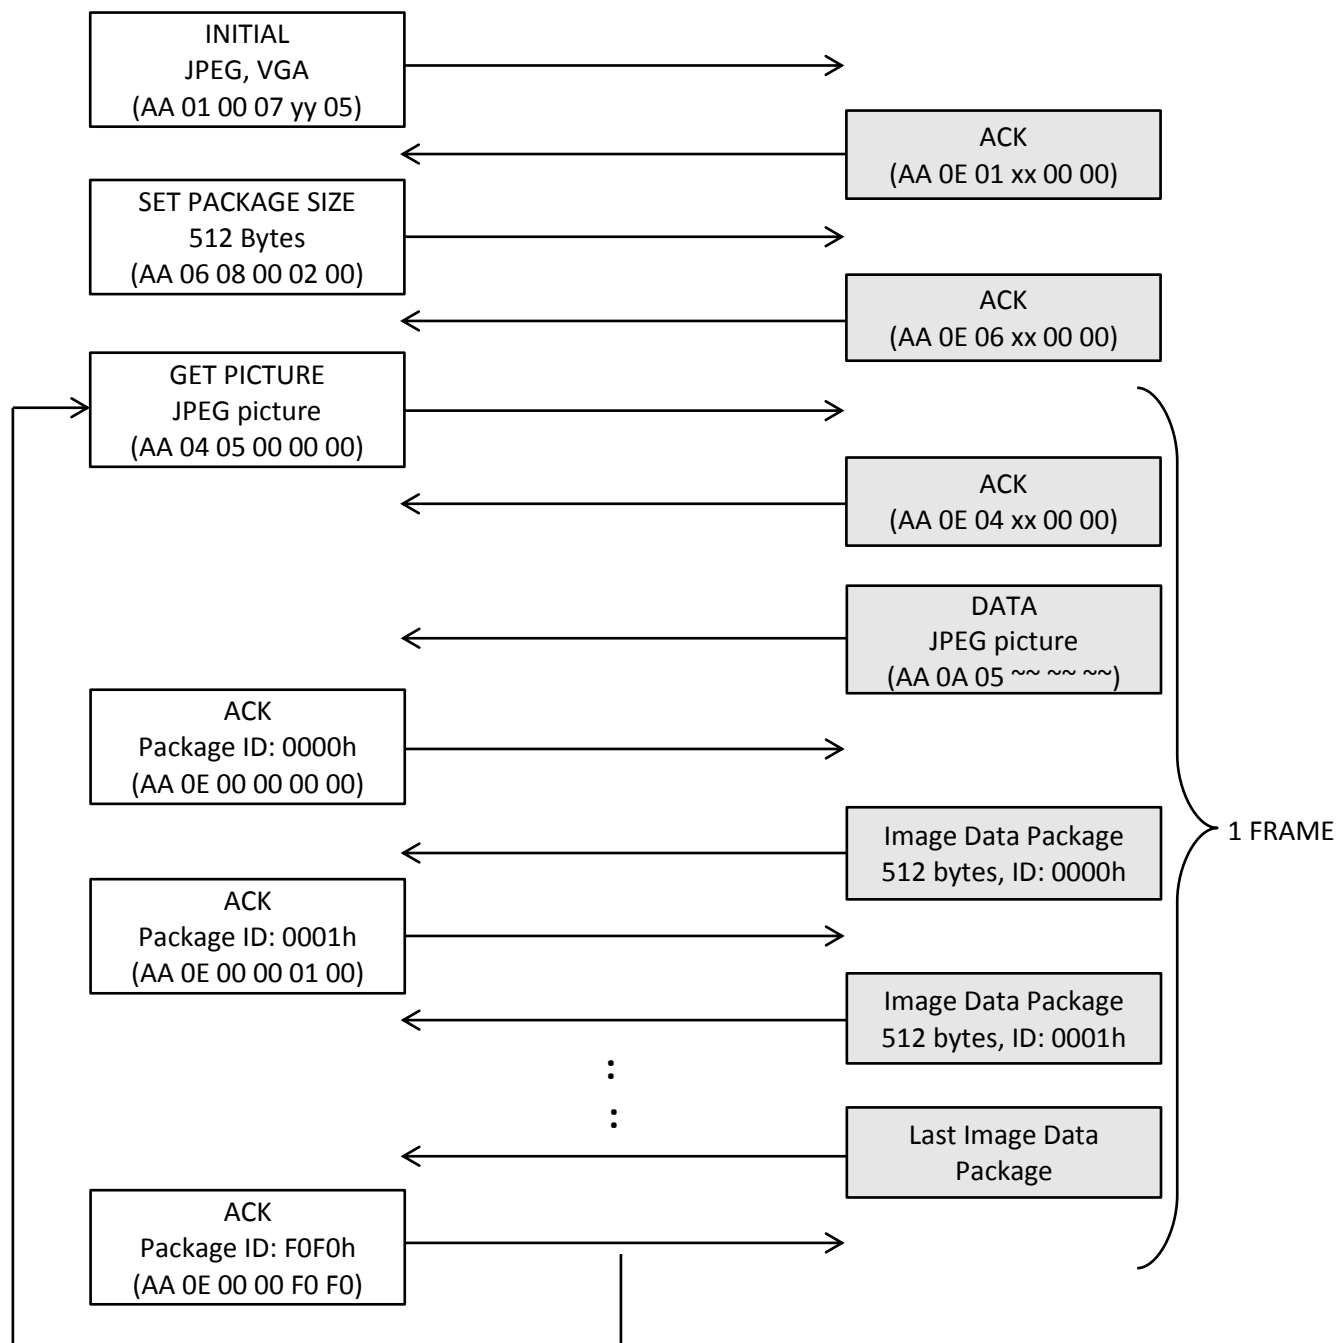 INITIAL
JPEG, VGA
(AA 01 00 07 yy 05)
ACK
(AA 0E 01 xx 00 00)
SET PACKAGE SIZE
512 Bytes
(AA 06 08 00 02 00)
ACK
(AA 0E 06 xx 00 00)
GET PICTURE
JPEG picture
(AA 04 05 00 00 00)
ACK
(AA 0E 04 xx 00 00)
DATA
JPEG picture
(AA 0A 05 ~~ ~~ ~~)
ACK
Package ID: 0000h
(AA 0E 00 00 00 00)
Image Data Package
512 bytes, ID: 0000h
1 FRAME
ACK
Package ID: 0001h
(AA 0E 00 00 01 00)
Image Data Package
512 bytes, ID: 0001h
:
:
Last Image Data
Package
ACK
Package ID: F0F0h
(AA 0E 00 00 F0 F0)